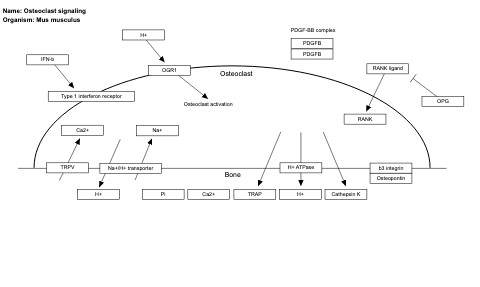 Name: Osteoclast signaling
Organism: Mus musculus
PDGF-BB complex
H+
PDGFB
PDGFB
IFN-b
OGR1
Osteoclast
RANK ligand
Type 1 interferon receptor
Osteoclast activation
OPG
RANK
Ca2+
Na+
TRPV
Na+/H+ transporter
Bone
H+ ATPase
b3 integrin
Osteopontin
H+
Pi
Ca2+
TRAP
H+
Cathepsin K